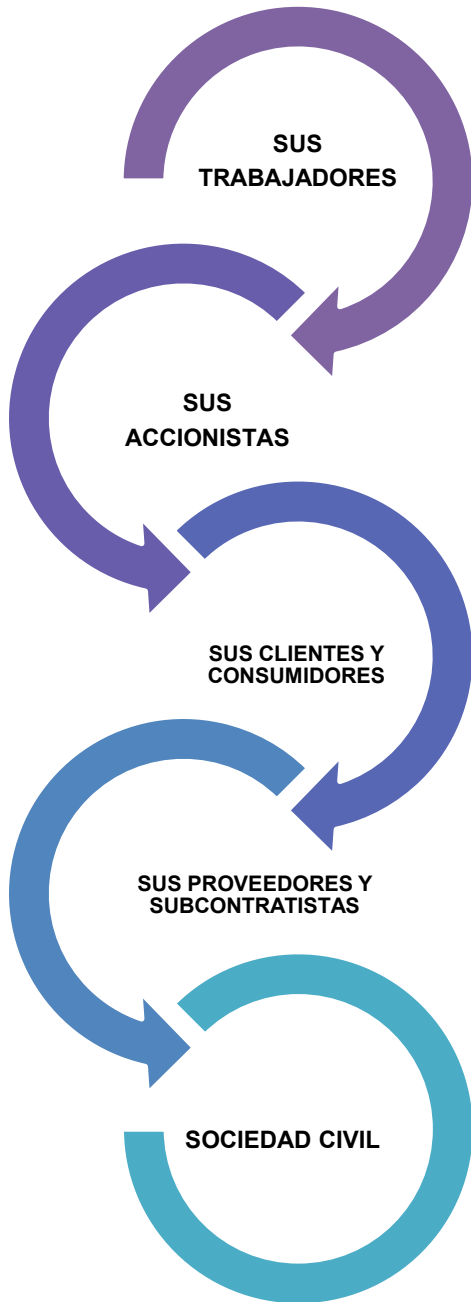 SUS
TRABAJADORES
SUS
ACCIONISTAS
SUS CLIENTES Y
CONSUMIDORES
SUS PROVEEDORES Y
SUBCONTRATISTAS
SOCIEDAD CIVIL